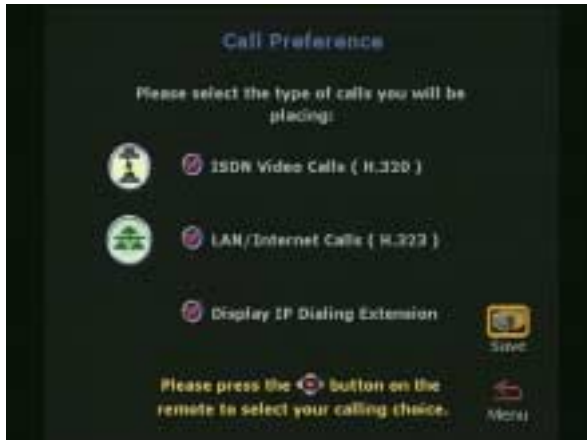 Call Preference
Please select the type of calls you will be
placing:
ISDN Video Calls ( H.320 )
LAN/Internet Calls ( H.323 )
Display IP Dialing Extension
Save
Please press the button on the
remote to select your calling choice.
Menu